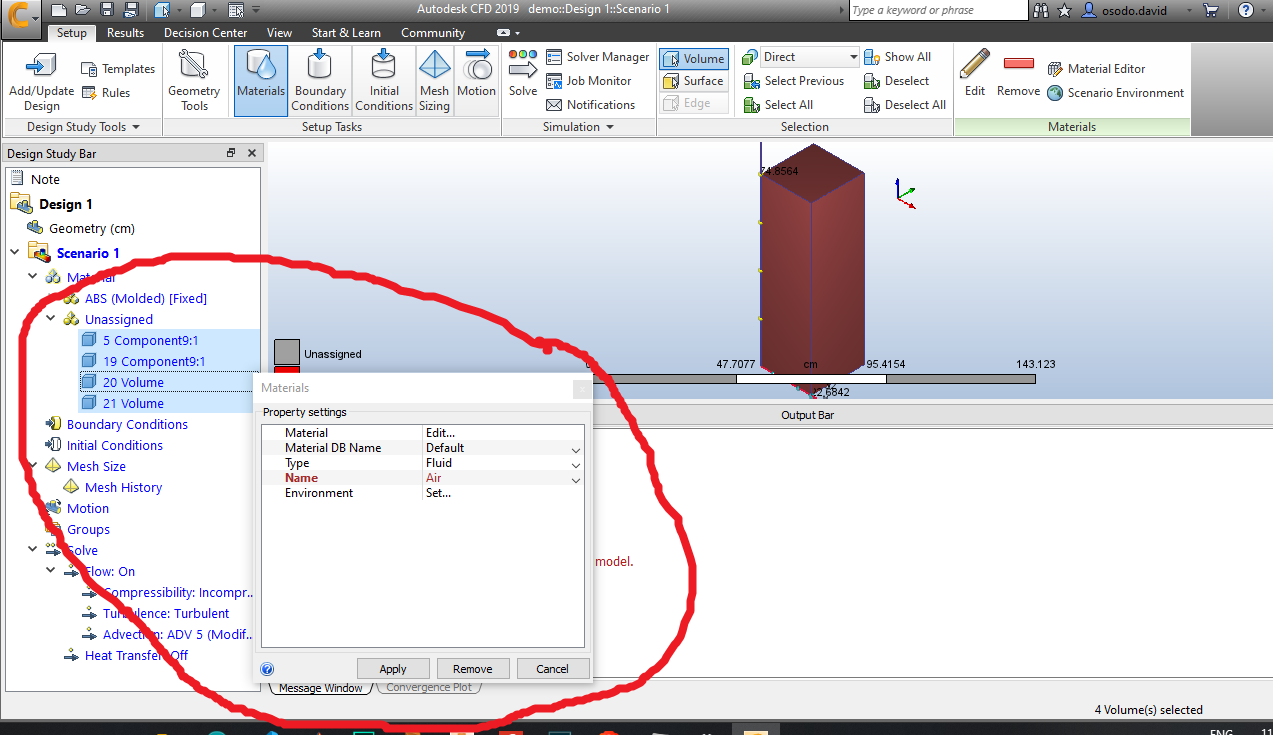 Autodesk CFD 2019 demo::Design 1::Scenario 1
Type a keyword or phrase
osodo.david
Setup Results Decision Center View Start & Learn Community
Add/Update Design
Templates
Rules
Design Study Tools
Geometry Tools
Materials
Boundary Conditions
Initial Conditions
Mesh Sizing
Motion
Setup Tasks
Solve
Solver Manager
Job Monitor
Notifications
Simulation
Volume
Surface
Edge
Direct
Select Previous
Select All
Show All
Deselect
Deselect All
Selection
Edit
Remove
Material Editor
Scenario Environment
Materials
Design Study Bar
Note
Design 1
Geometry (cm)
Scenario 1
Material
ABS (Molded) [Fixed]
Unassigned
5 Component9:1
19 Component9:1
20 Volume
21 Volume
Boundary Conditions
Initial Conditions
Mesh Size
Mesh History
Motion
Groups
Solve
Flow: On
Compressibility: Incompr...
Turbulence: Turbulent
Advection: ADV 5 (Modif...
Heat Transfer: Off
74.8564
Unassigned
47.7077 cm 95.4154 143.123
Output Bar
Materials
Property settings
Material Edit...
Material DB Name Default
Type Fluid
Name Air
Environment Set...
Apply Remove Cancel
model.
Message Window Convergence Plot
4 Volume(s) selected
ENG